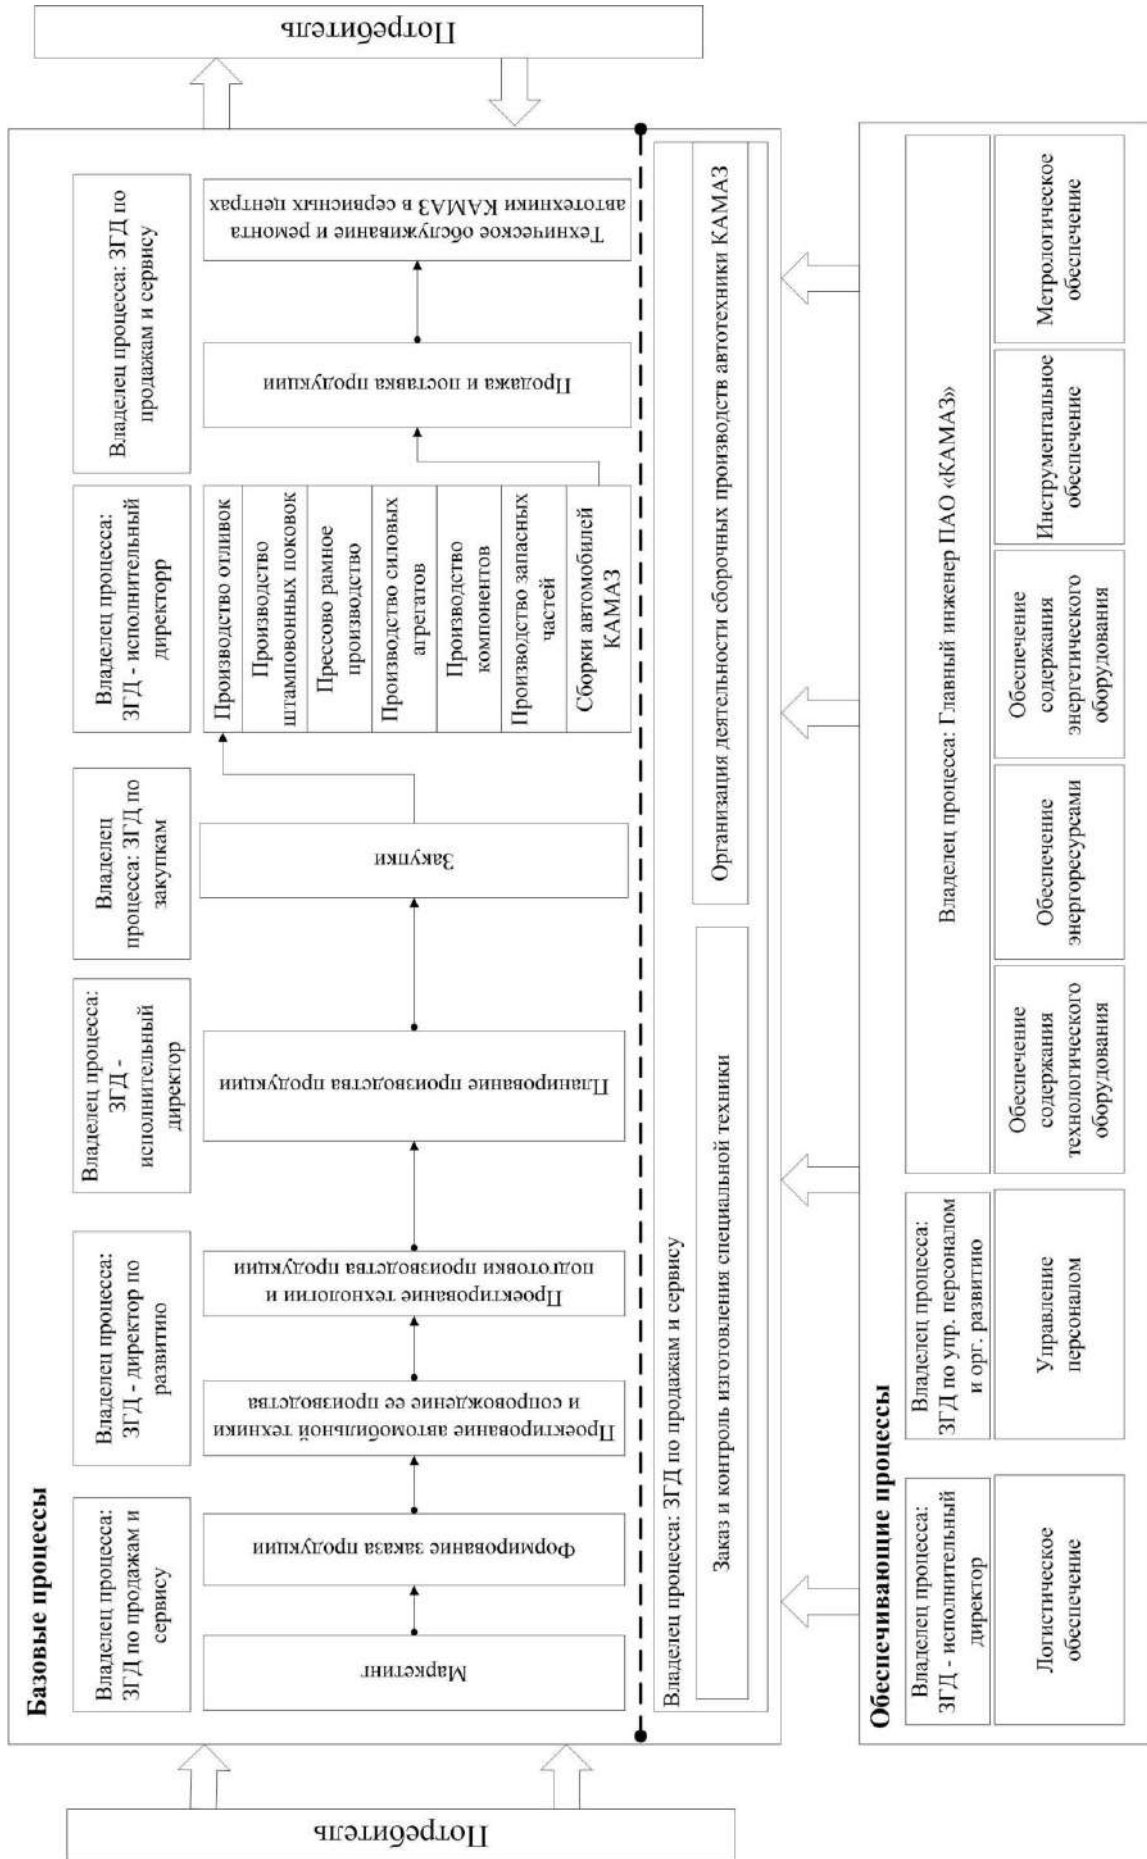 Потребитель
Базовые процессы
Владелец процесса:
ЗГД по продажам и
сервису
Владелец процесса:
ЗГД - директор по
развитию
Владелец процесса:
ЗГД -
исполнительный
директор
Владелец
процесса: ЗГД по
закупкам
Владелец процесса:
ЗГД - исполнительный
директорр
Владелец процесса: ЗГД по
продажам и сервису
Маркетинг
Формирование заказа продукции
Проектирование автомобильной техники
и сопровождение ее производства
Проектирование технологии и
подготовки производства продукции
Планирование производства продукции
Закупки
Производство отливок
Производство
штамповонных поковок
Прессово рамное
производство
Производство силовых
агрегатов
Производство
компонентов
Производство запасных
частей
Сборки автомобилей
КАМАЗ
Продажа и поставка продукции
Техническое обслуживание и ремонта
автотехники КАМАЗ в сервисных центрах
Владелец процесса: ЗГД по продажам и сервису
Заказ и контроль изготовления специальной техники
Организация деятельности сборочных производств автотехники КАМАЗ
Потребитель
Обеспечивающие процессы
Владелец процесса:
ЗГД - исполнительный
директор
Логистическое
обеспечение
Владелец процесса:
ЗГД по упр. персоналом
и орг. развитию
Управление
персоналом
Владелец процесса: Главный инженер ПАО «КАМАЗ»
Обеспечение
содержания
технологического
оборудования
Обеспечение
энергоресурсами
Обеспечение
содержания
энергетического
оборудования
Инструментальное
обеспечение
Метрологическое
обеспечение